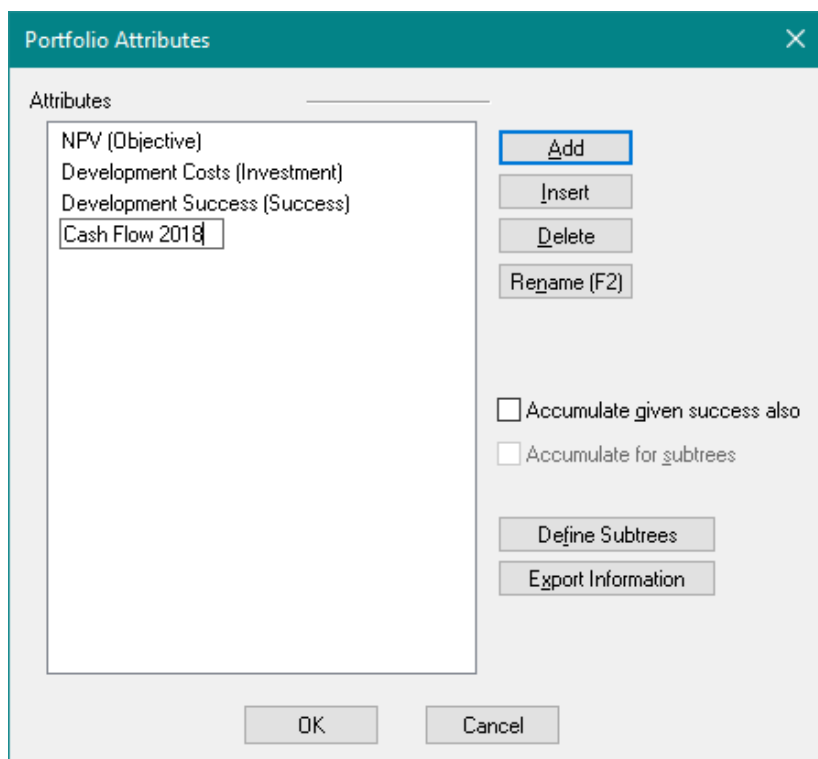 Portfolio Attributes
Attributes
NPV (Objective)
Development Costs (Investment)
Development Success (Success)
Cash Flow 2018
Add
Insert
Delete
Rename (F2)
Accumulate given success also
Accumulate for subtrees
Define Subtrees
Export Information
OK
Cancel